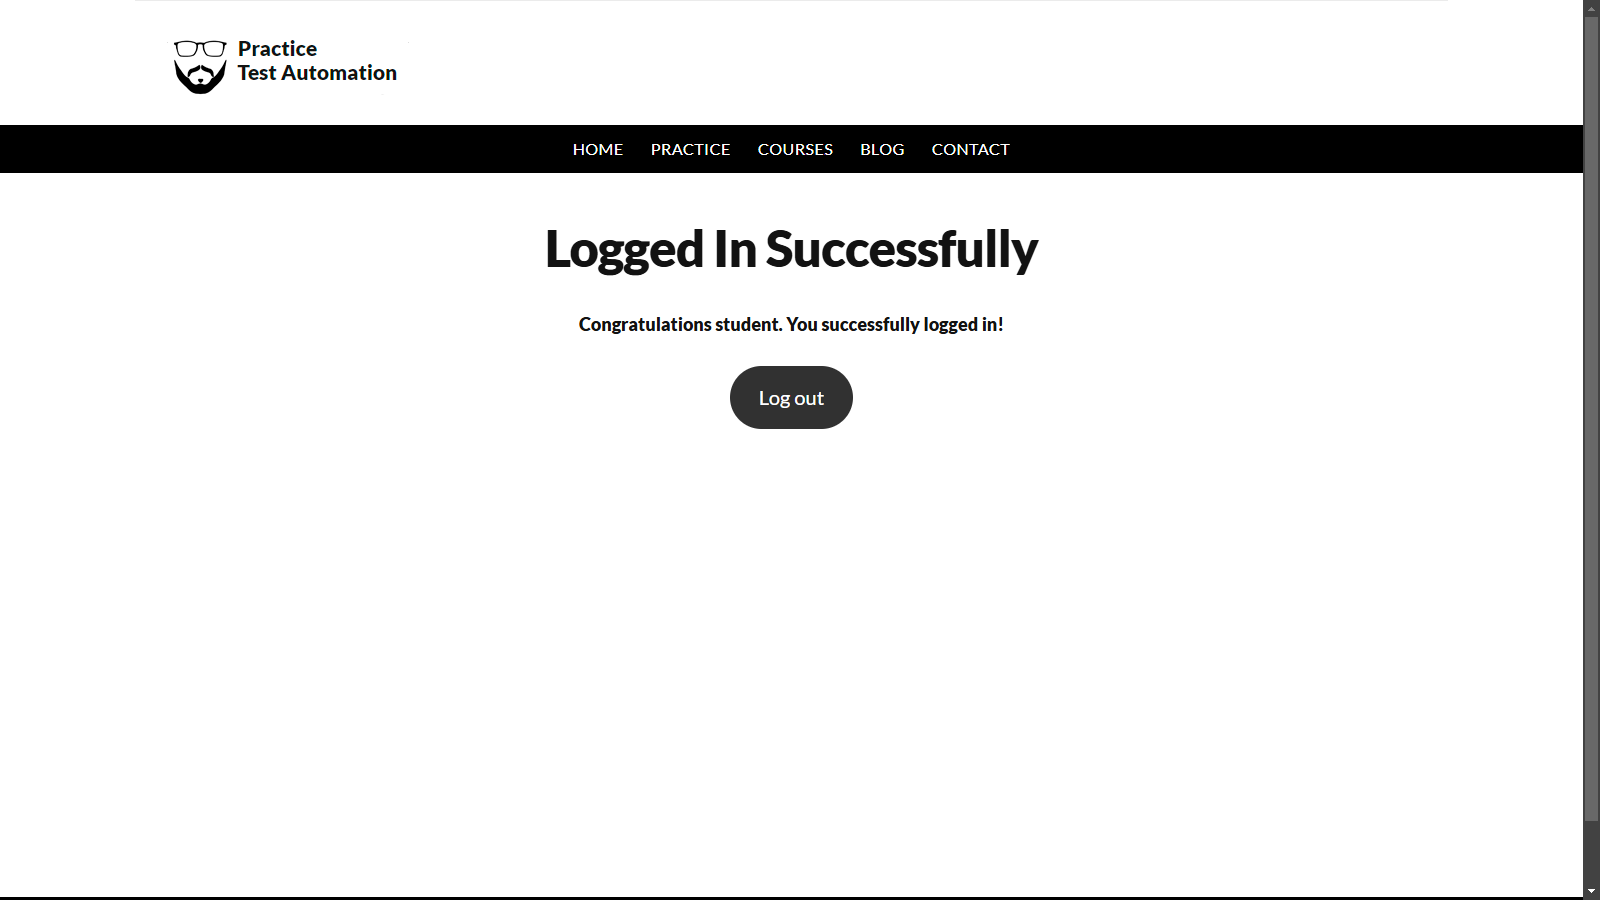 Practice
Test Automation
HOME PRACTICE COURSES BLOG CONTACT
Logged In Successfully
Congratulations student. You successfully logged in!
Log out